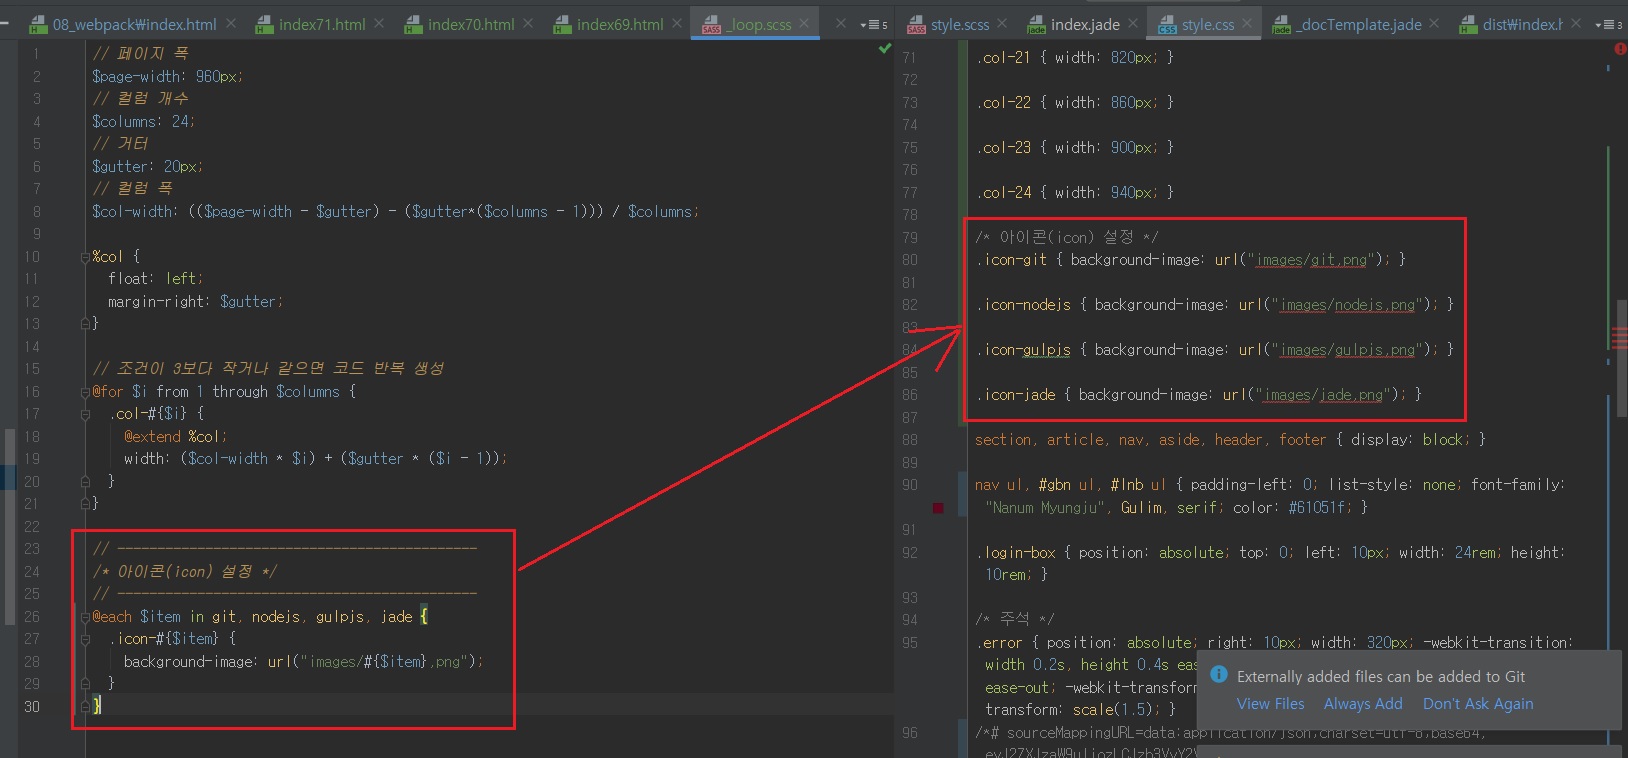 08_webpack₩index.html
index71.html
index70.html
index69.html
_loop.scss
5
style.scss
index.jade
style.css
_docTemplate.jade
dist₩index.h
3
1 // 페이지 폭
2 $page-width: 960px;
3 // 컬럼 개수
4 $columns: 24;
5 // 거터
6 $gutter: 20px;
7 // 컬럼 폭
8 $col-width: (($page-width - $gutter) - ($gutter*($columns - 1))) / $columns;
9
10 %col {
11 float: left;
12 margin-right: $gutter;
13 }
14
15 // 조건이 3보다 작거나 같으면 코드 반복 생성
16 @for $i from 1 through $columns {
17 .col-#{$i} {
18 @extend %col;
19 width: ($col-width * $i) + ($gutter * ($i - 1));
20 }
21 }
22
23 // ---------------------------------------------
24 /* 아이콘(icon) 설정 */
25 // ---------------------------------------------
26 @each $item in git, nodejs, gulpjs, jade {
27 .icon-#{$item} {
28 background-image: url("images/#{$item},png");
29 }
30 }
71 .col-21 { width: 820px; }
72
73 .col-22 { width: 860px; }
74
75 .col-23 { width: 900px; }
76
77 .col-24 { width: 940px; }
78
79 /* 아이콘(icon) 설정 */
80 .icon-git { background-image: url("images/git,png"); }
81
82 .icon-nodejs { background-image: url("images/nodejs,png"); }
83
84 .icon-gulpjs { background-image: url("images/gulpjs,png"); }
85
86 .icon-jade { background-image: url("images/jade,png"); }
87
88 section, article, nav, aside, header, footer { display: block; }
89
90 nav ul, #gbn ul, #lnb ul { padding-left: 0; list-style: none; font-family:
"Nanum Myungju", Gulim, serif; color: #61051f; }
91
92 .login-box { position: absolute; top: 0; left: 10px; width: 24rem; height:
10rem; }
93
94 /* 주석 */
95 .error { position: absolute; right: 10px; width: 320px; -webkit-transition:
width 0.2s, height 0.4s eas
ease-out; -webkit-transform
transform: scale(1.5); }
96 /*# sourceMappingURL=data:application/json;charset=utf-8;base64,
Externally added files can be added to Git
View Files Always Add Don't Ask Again